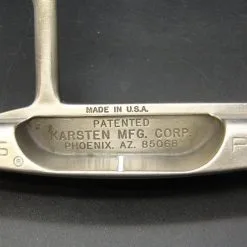 MADE IN U.S.A.
PATENTED
KARSTEN MFG. CORP.
PHOENIX, AZ. 85068
S
P